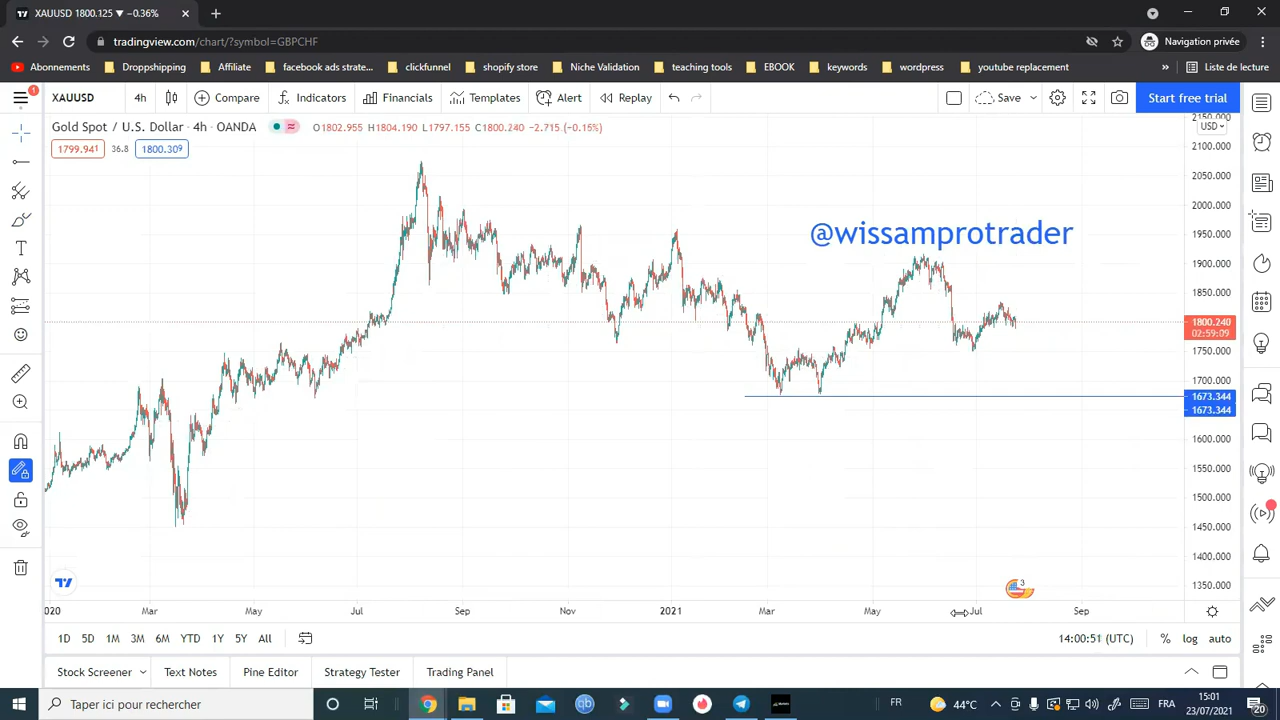 XAUUSD 1800.125 ▼ −0.36%
tradingview.com/chart/?symbol=GBPCHF
Navigation privée
Abonnements Droppshipping Affiliate facebook ads strate... clickfunnel shopify store Niche Validation teaching tools EBOOK keywords wordpress youtube replacement » Liste de lecture
XAUUSD 4h Compare Indicators Financials Templates Alert Replay Save Start free trial
1
Gold Spot / U.S. Dollar · 4h · OANDA O1802.955 H1804.190 L1797.155 C1800.240 −2.715 (−0.15%)
1799.941 36.8 1800.309
USD
2150.000
2100.000
2050.000
2000.000
@wissamprotrader
1950.000
1900.000
1850.000
1800.240
02:59:09
1750.000
1700.000
1673.344
1673.344
1600.000
1550.000
1500.000
1450.000
1400.000
1350.000
3
2020 Mar May Jul Sep Nov 2021 Mar May Jul Sep
1D 5D 1M 3M 6M YTD 1Y 5Y All 14:00:51 (UTC) % log auto
Stock Screener Text Notes Pine Editor Strategy Tester Trading Panel
Taper ici pour rechercher FR 44°C FRA 15:01
23/07/2021
20